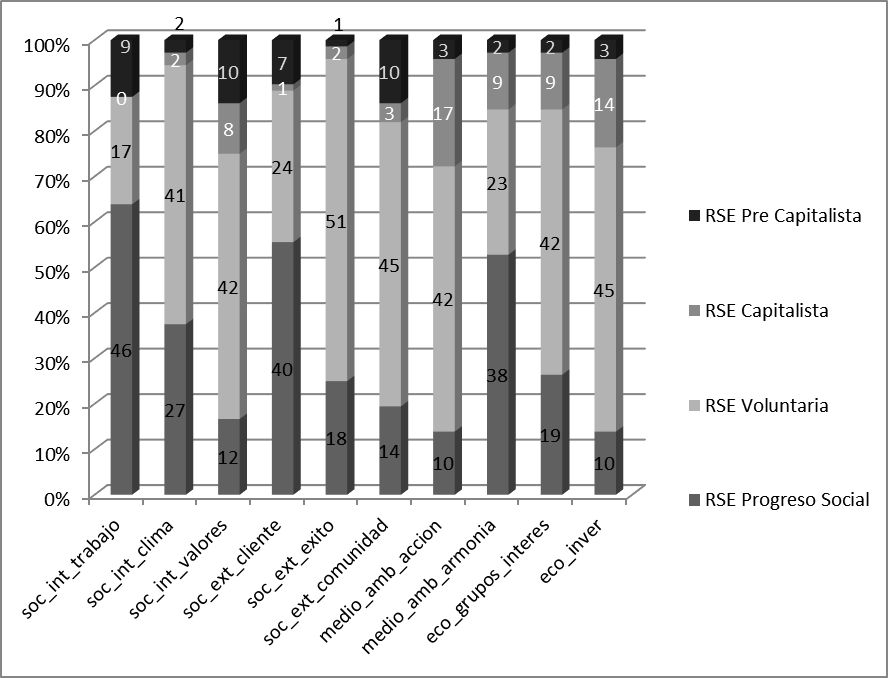 2 1
100% 9 2 10 7 2 10 3 2 2 3
90% 0 1 3 17 9 9 14
80% 17 8 24
70% 41 23
60% 51 42
50% 42 45 42 45
40%
30% 46 40 38
20% 27 18 19
10% 12 14 10 10
0%
soc_int_trabajo
soc_int_clima
soc_int_valores
soc_ext_cliente
soc_ext_exito
soc_ext_comunidad
medio_amb_accion
medio_amb_armonia
eco_grupos_interes
eco_inver
RSE Pre Capitalista
RSE Capitalista
RSE Voluntaria
RSE Progreso Social